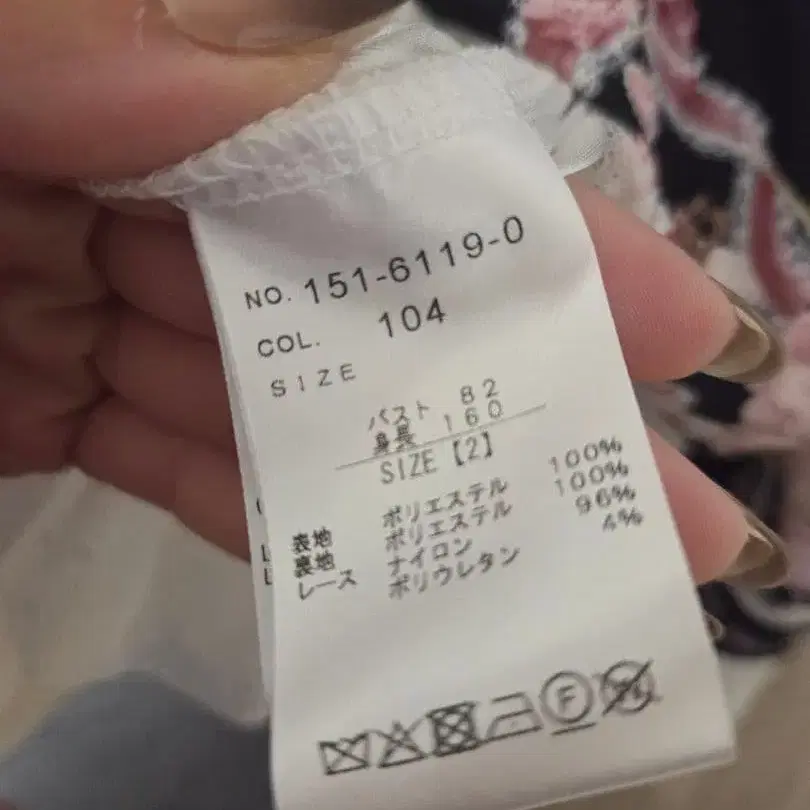 NO. 151-6119-0
COL. 104
SIZE
バスト 82
身長 160
SIZE【2】
表地 ポリエステル 100%
裏地 ポリエステル 100%
レース ナイロン 96%
ポリウレタン 4%
F